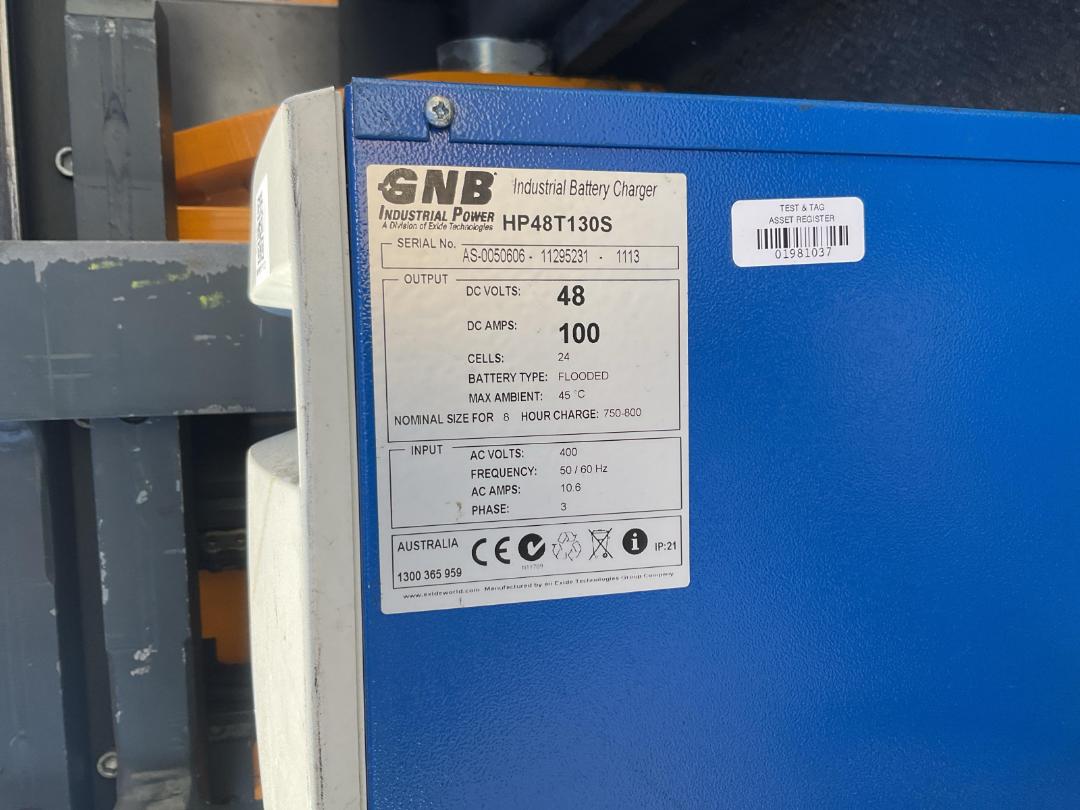 GNB
Industrial Battery Charger
INDUSTRIAL POWER
A Division of Exide Technologies
HP48T130S
SERIAL No.
AS-0050606 - 11295231 - 1113
OUTPUT
DC VOLTS: 48
DC AMPS: 100
CELLS: 24
BATTERY TYPE: FLOODED
MAX AMBIENT: 45 °C
NOMINAL SIZE FOR 8 HOUR CHARGE: 750-800
INPUT
AC VOLTS: 400
FREQUENCY: 50 / 60 Hz
AC AMPS: 10.6
PHASE: 3
AUSTRALIA
1300 365 959
CE
i
IP:21
www.exideworld.com Manufactured by an Exide Technologies Group Company
TEST & TAG
ASSET REGISTER
01981037